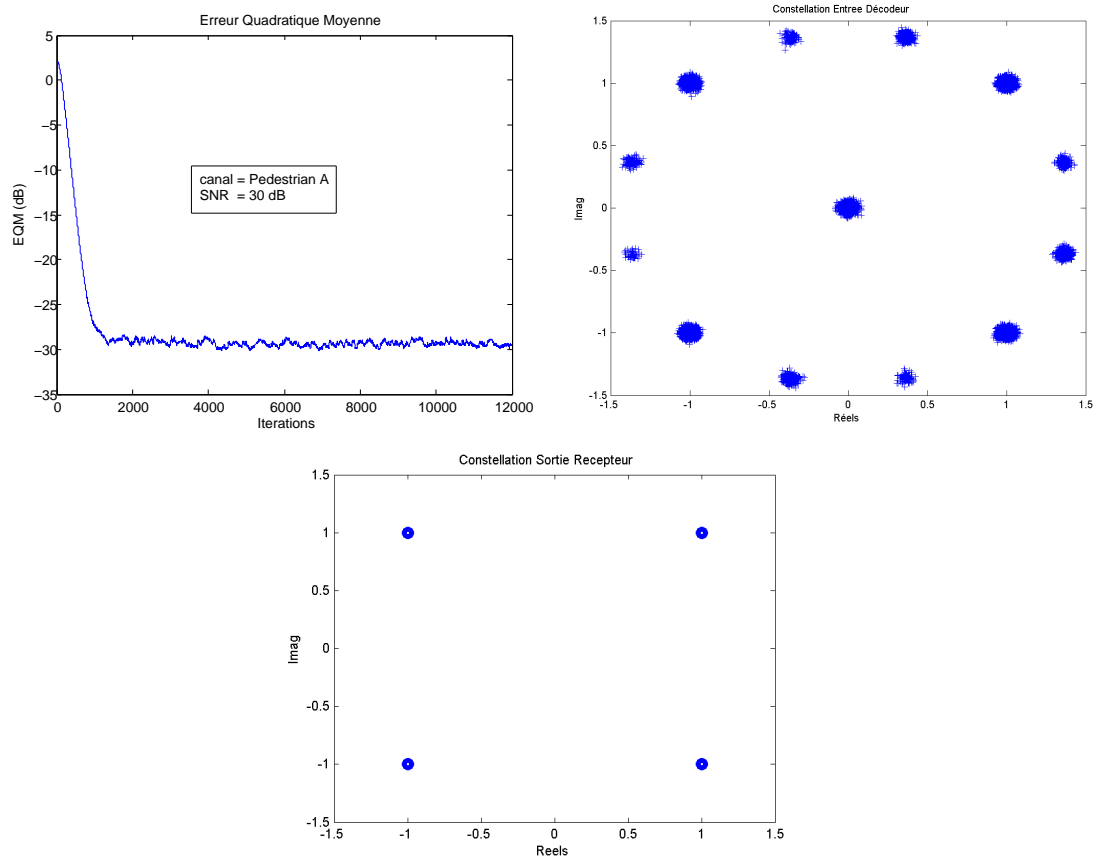 Erreur Quadratique Moyenne
5
0
−5
−10
−15
−20
−25
−30
−35
EQM (dB)
canal = Pedestrian A
SNR = 30 dB
0 2000 4000 6000 8000 10000 12000
Iterations
Constellation Entree Décodeur
1.5
1
0.5
0
-0.5
-1
-1.5
Imag
-1.5 -1 -0.5 0 0.5 1 1.5
Réels
Constellation Sortie Recepteur
1.5
1
0.5
0
-0.5
-1
-1.5
Imag
-1.5 -1 -0.5 0 0.5 1 1.5
Reels